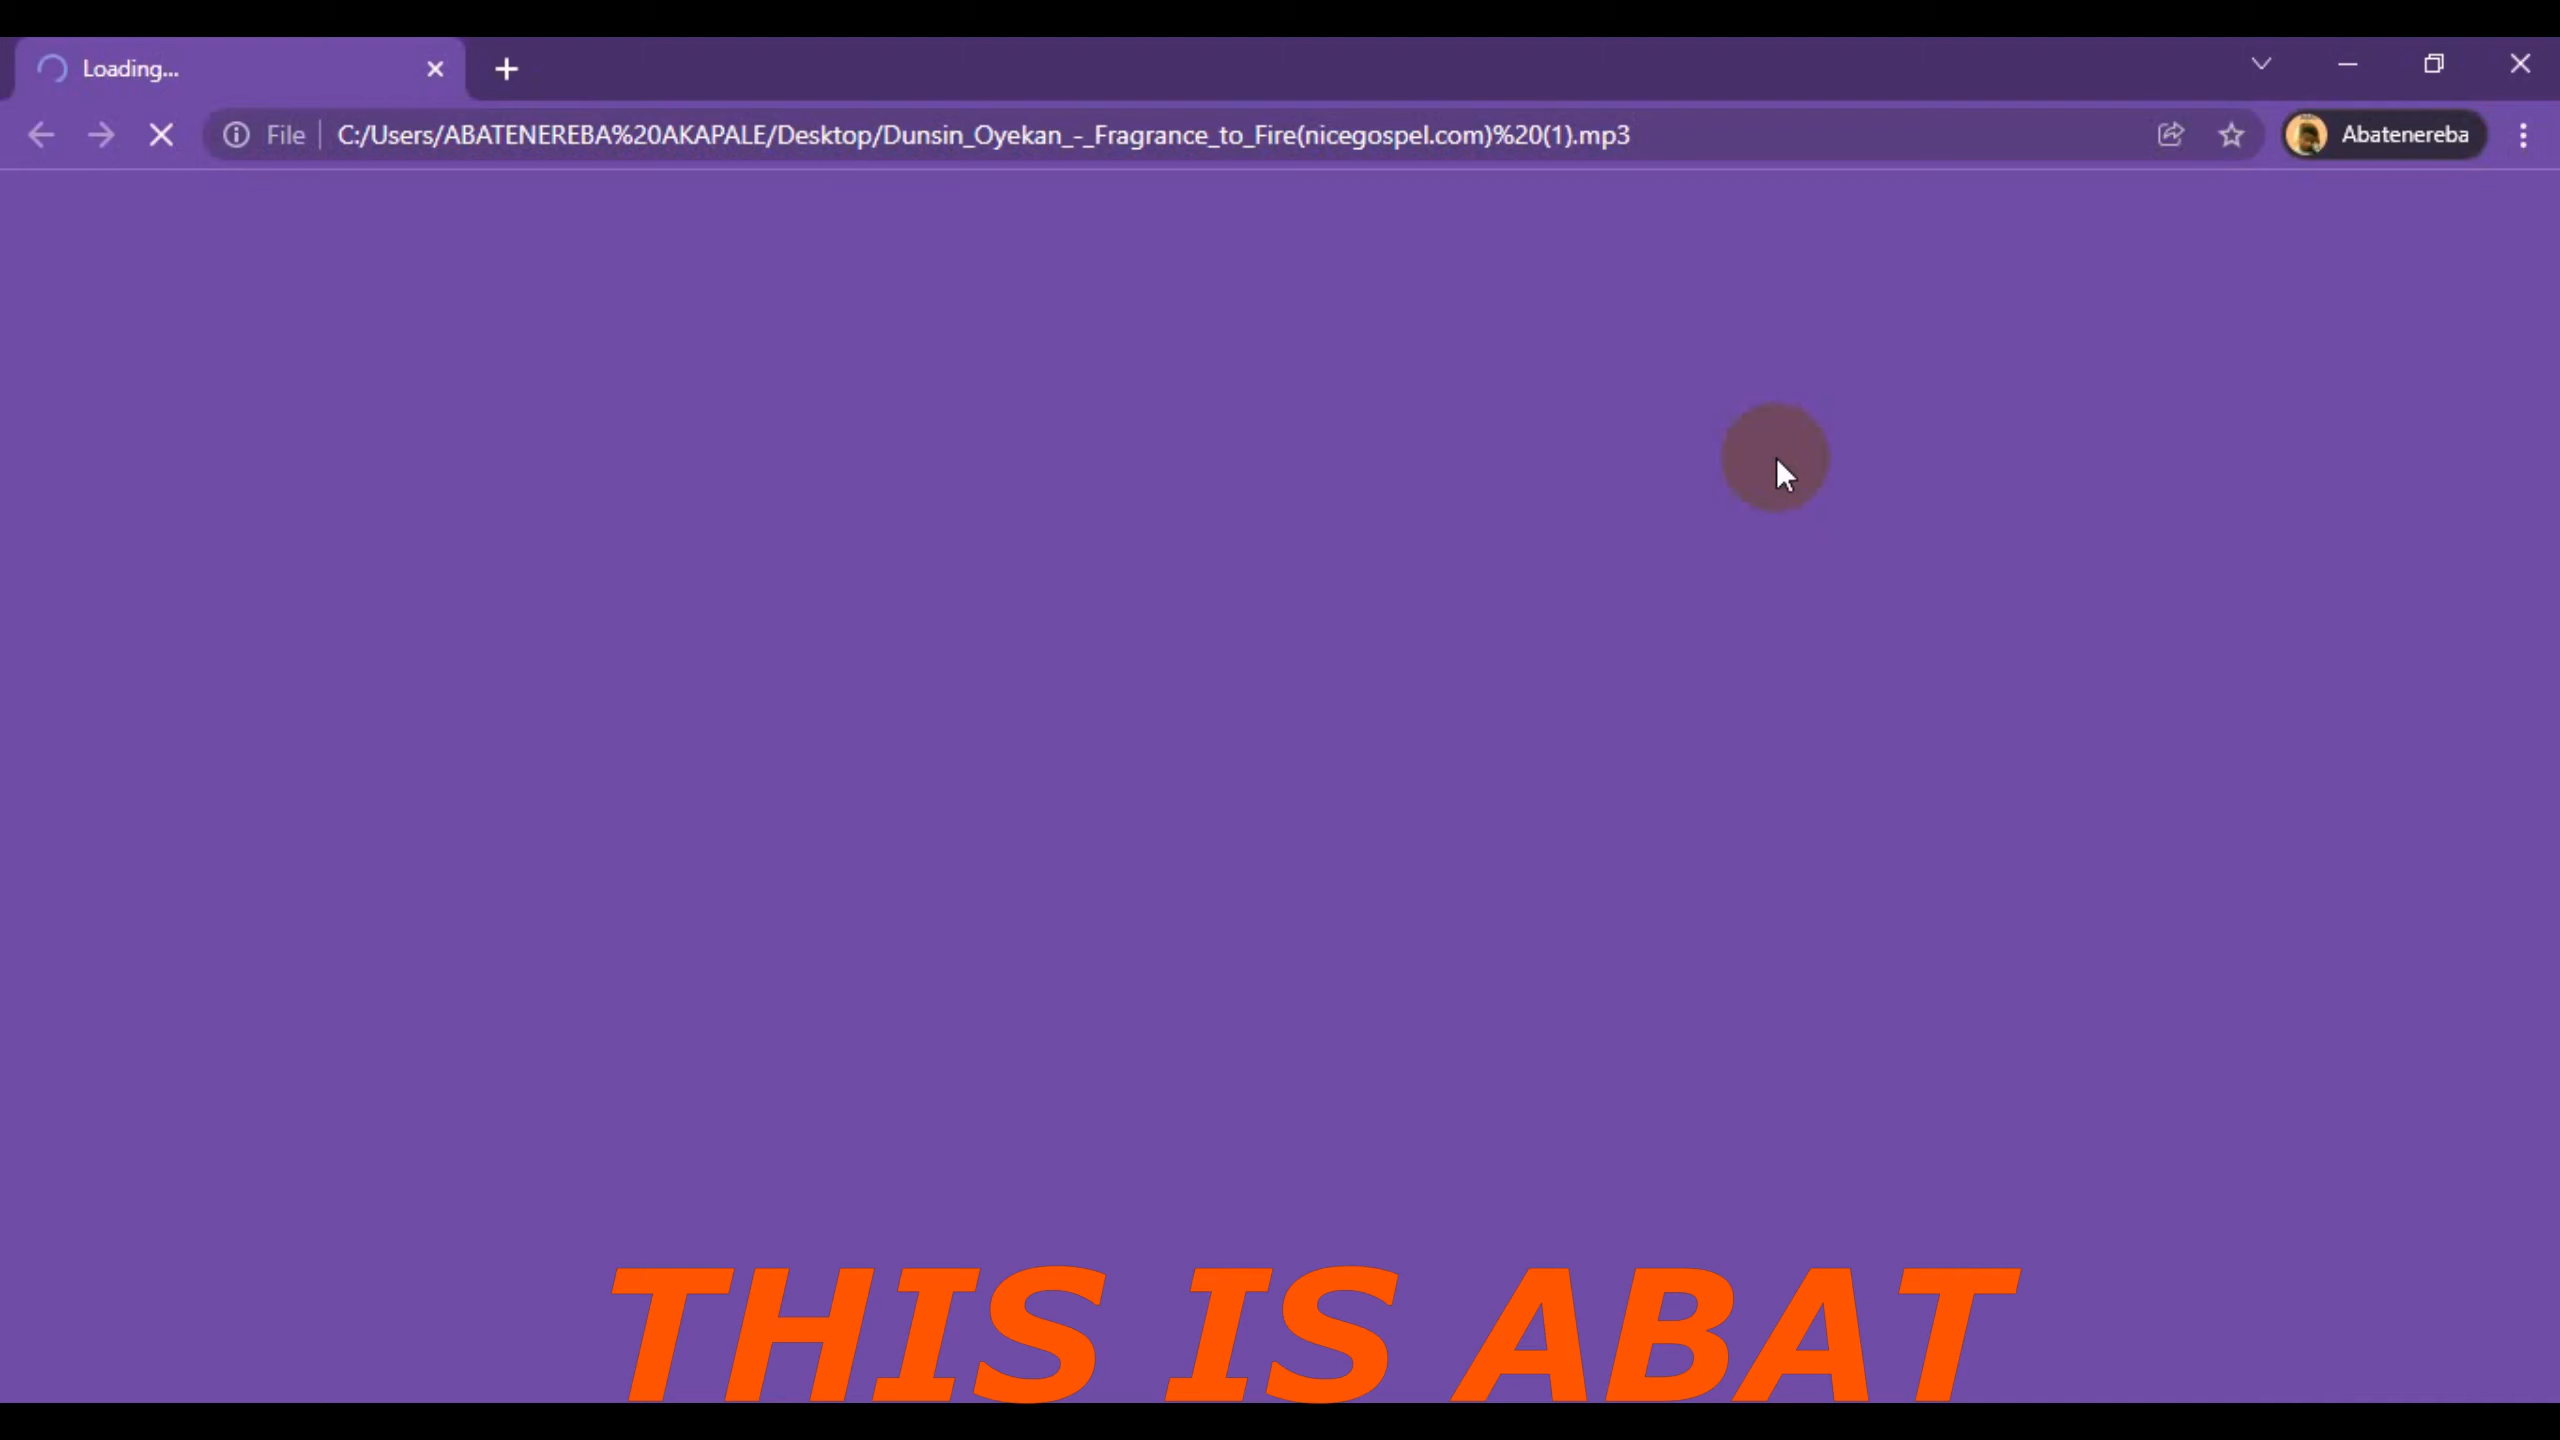 Loading...
File
C:/Users/ABATENEREBA%20AKAPALE/Desktop/Dunsin_Oyekan_-_Fragrance_to_Fire(nicegospel.com)%20(1).mp3
Abatenereba
THIS IS ABAT